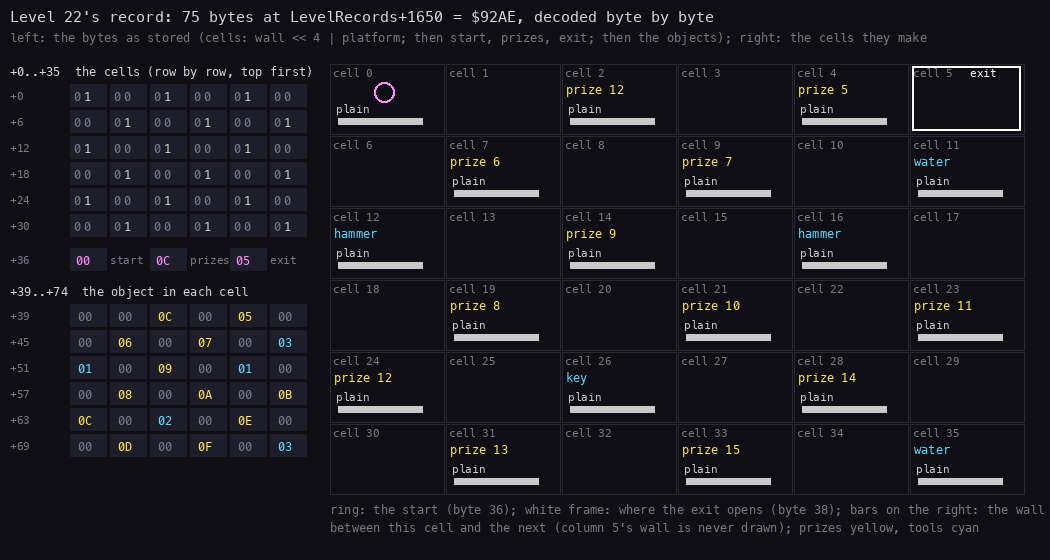 Level 22's record: 75 bytes at LevelRecords+1650 = $92AE, decoded byte by byte
left: the bytes as stored (cells: wall << 4 | platform; then start, prizes, exit; then the objects); right: the cells they make
+0..+35 the cells (row by row, top first)
+0 01 00 01 00 01 00
+6 00 01 00 01 00 01
+12 01 00 01 00 01 00
+18 00 01 00 01 00 01
+24 01 00 01 00 01 00
+30 00 01 00 01 00 01
+36 00 start 0C prizes 05 exit
+39..+74 the object in each cell
+39 00 00 0C 00 05 00
+45 00 06 00 07 00 03
+51 01 00 09 00 01 00
+57 00 08 00 0A 00 0B
+63 0C 00 02 00 0E 00
+69 00 0D 00 0F 00 03
cell 0 cell 1 cell 2 cell 3 cell 4 cell 5 exit
prize 12 prize 5
plain plain plain
cell 6 cell 7 cell 8 cell 9 cell 10 cell 11
prize 6 prize 7 water
plain plain plain
cell 12 cell 13 cell 14 cell 15 cell 16 cell 17
hammer prize 9 hammer
plain plain plain
cell 18 cell 19 cell 20 cell 21 cell 22 cell 23
prize 8 prize 10 prize 11
plain plain plain
cell 24 cell 25 cell 26 cell 27 cell 28 cell 29
prize 12 key prize 14
plain plain plain
cell 30 cell 31 cell 32 cell 33 cell 34 cell 35
prize 13 prize 15 water
plain plain plain
ring: the start (byte 36); white frame: where the exit opens (byte 38); bars on the right: the wall
between this cell and the next (column 5's wall is never drawn); prizes yellow, tools cyan